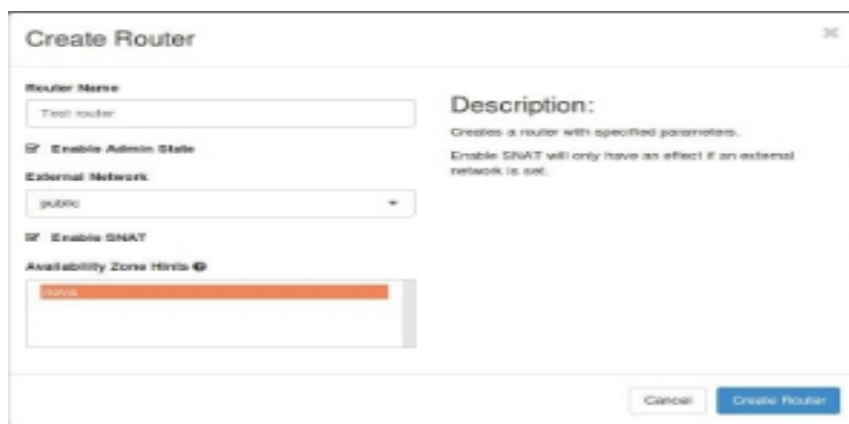 Create Router
Router Name
Test router
Enable Admin State
External Network
public
Enable SNAT
Availability Zone Hints
nova
Description:
Creates a router with specified parameters.
Enable SNAT will only have an effect if an external
network is set.
Cancel
Create Router